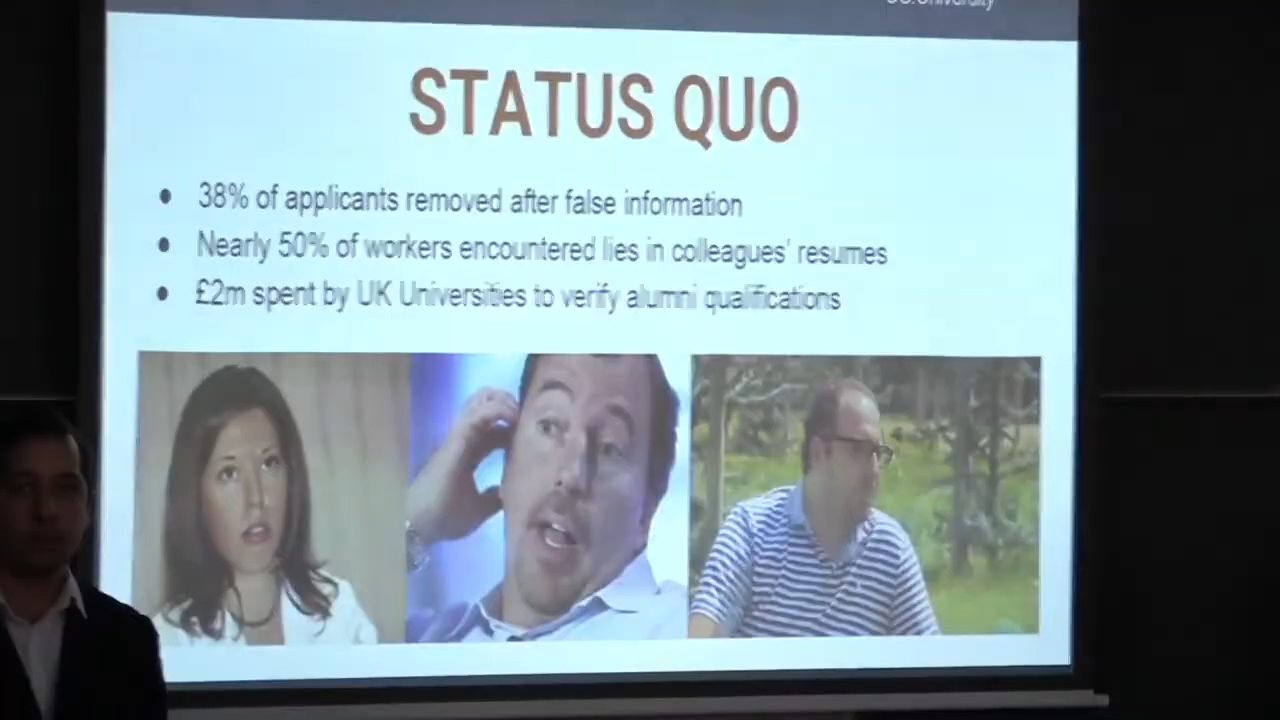 STATUS QUO
38% of applicants removed after false information
Nearly 50% of workers encountered lies in colleagues' resumes
£2m spent by UK Universities to verify alumni qualifications